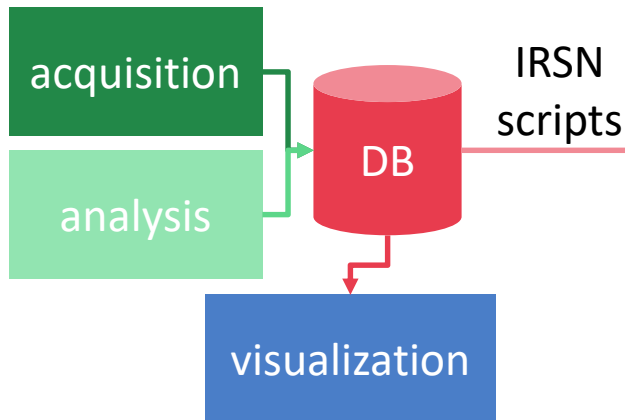 acquisition
IRSN
scripts
DB
analysis
visualization